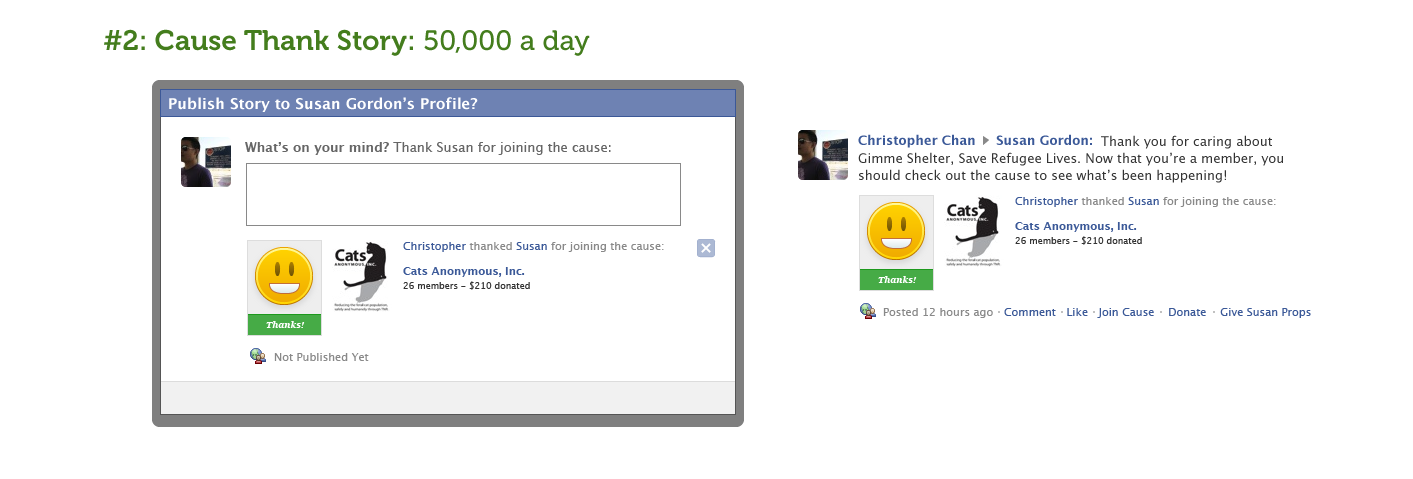 #2: Cause Thank Story: 50,000 a day
Publish Story to Susan Gordon's Profile?
What's on your mind? Thank Susan for joining the cause:
Cats
ANONYMOUS, INC.
Thanks!
Christopher thanked Susan for joining the cause:
Cats Anonymous, Inc.
26 members – $210 donated
Not Published Yet
Christopher Chan Susan Gordon: Thank you for caring about
Gimme Shelter, Save Refugee Lives. Now that you're a member, you
should check out the cause to see what's been happening!
Cats
ANONYMOUS, INC.
Thanks!
Christopher thanked Susan for joining the cause:
Cats Anonymous, Inc.
26 members – $210 donated
Posted 12 hours ago · Comment · Like · Join Cause · Donate · Give Susan Props